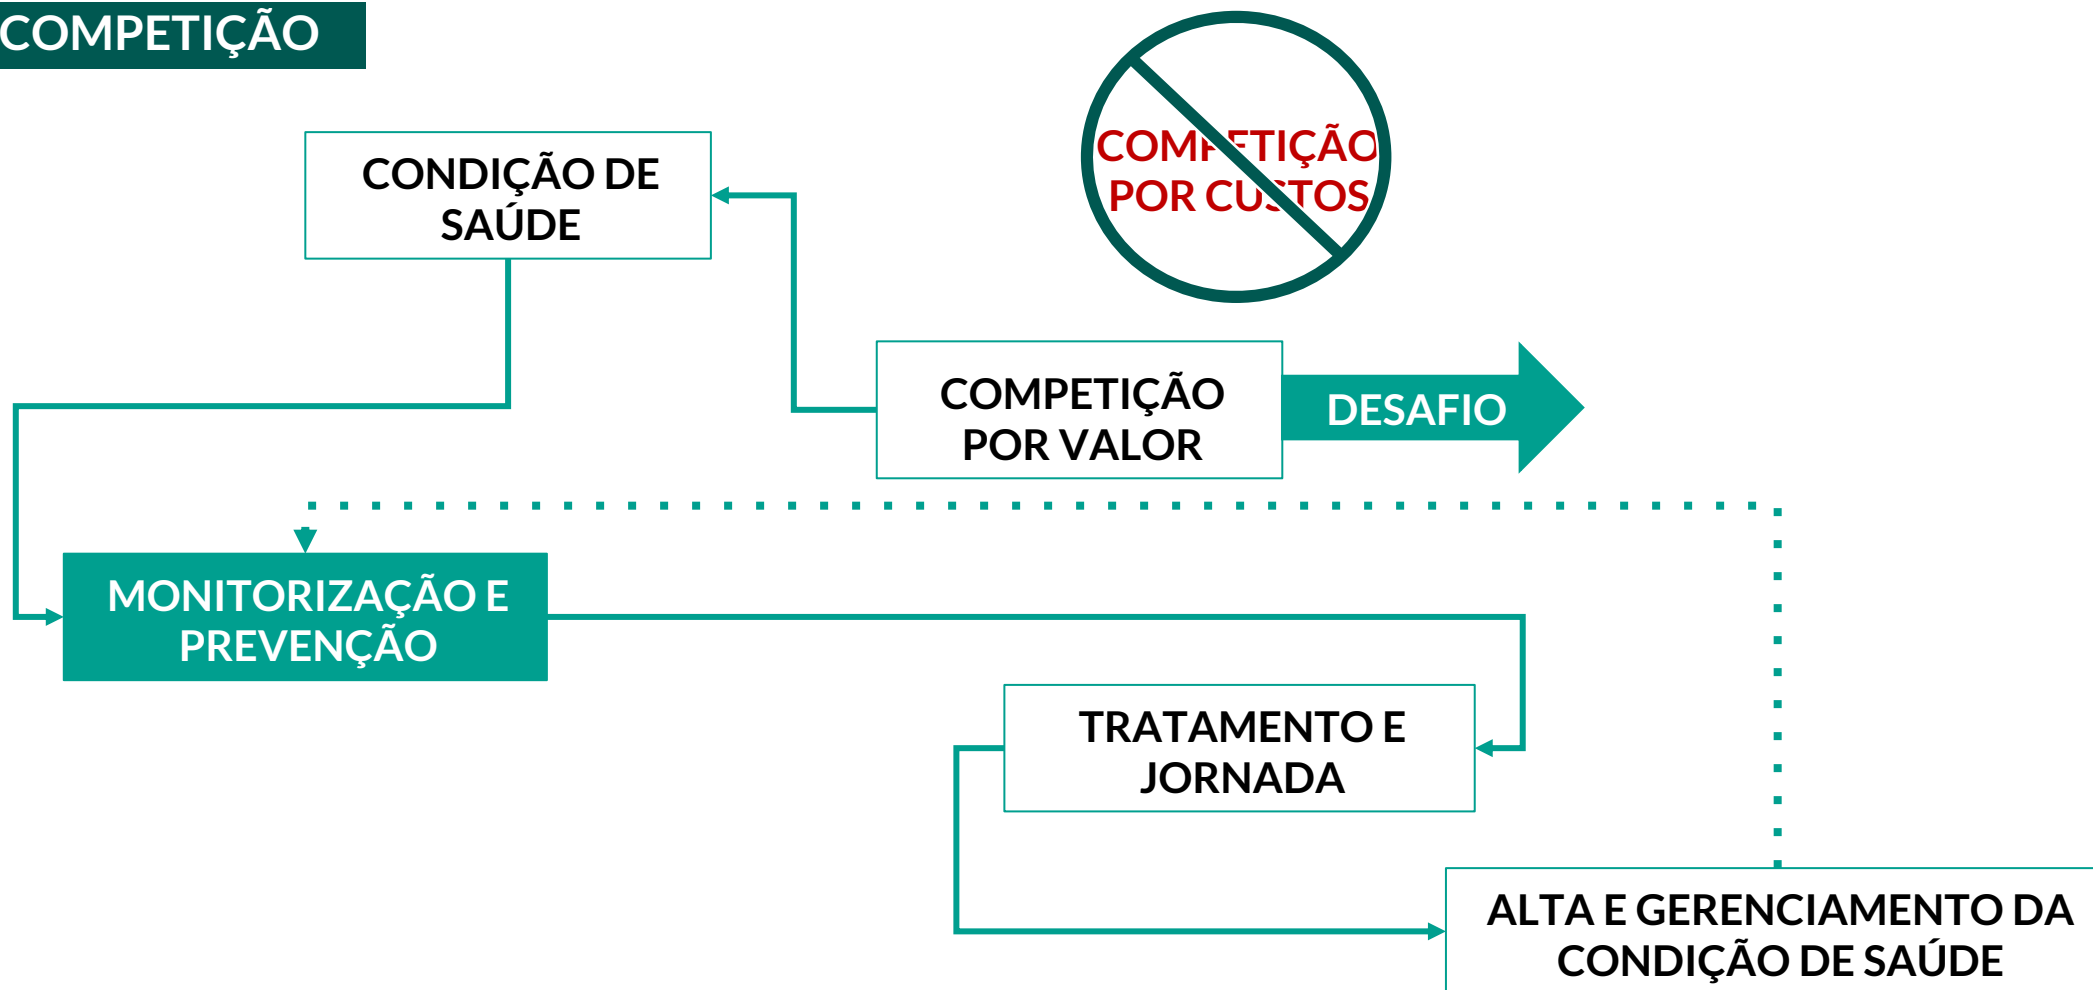 COMPETIÇÃO
COMPETIÇÃO
POR CUSTOS
CONDIÇÃO DE
SAÚDE
COMPETIÇÃO
POR VALOR
DESAFIO
MONITORIZAÇÃO E
PREVENÇÃO
TRATAMENTO E
JORNADA
ALTA E GERENCIAMENTO DA
CONDIÇÃO DE SAÚDE